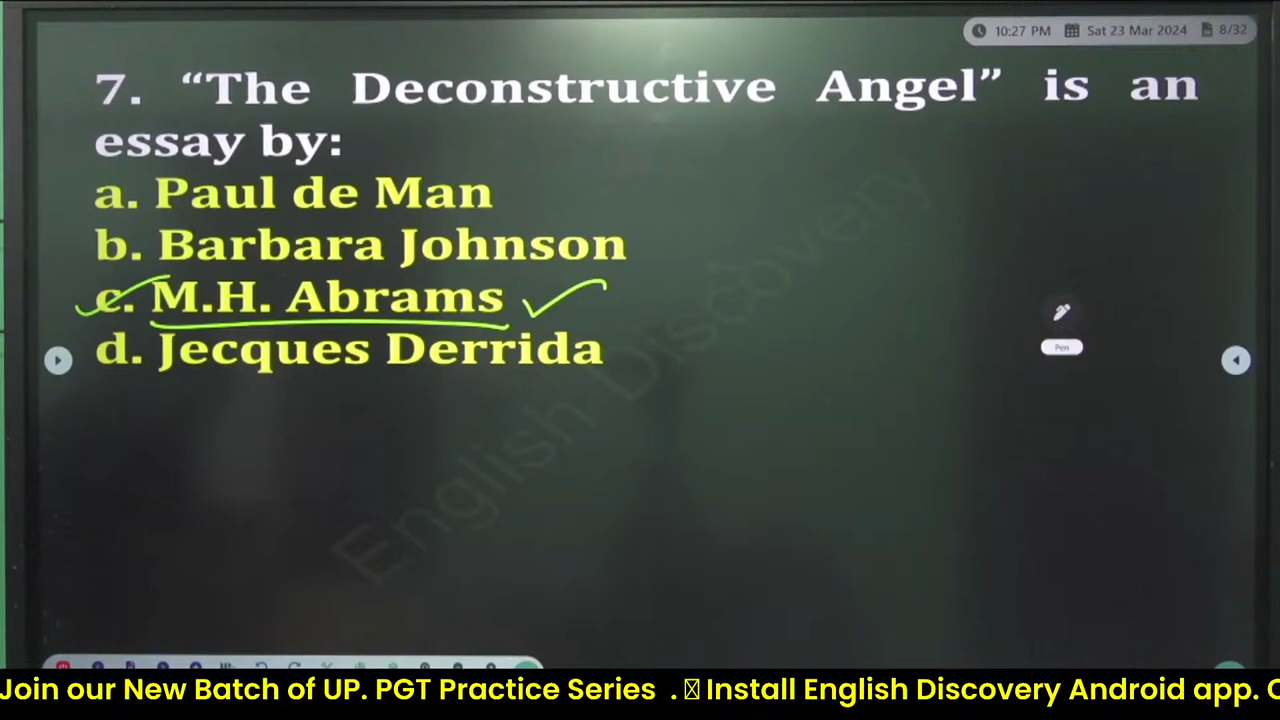 10:27 PM Sat 23 Mar 2024 8/32
7. “The Deconstructive Angel” is an
essay by:
a. Paul de Man
b. Barbara Johnson
c. M.H. Abrams
d. Jecques Derrida
Pen
English Discovery
Join our New Batch of UP. PGT Practice Series . Install English Discovery Android app. C